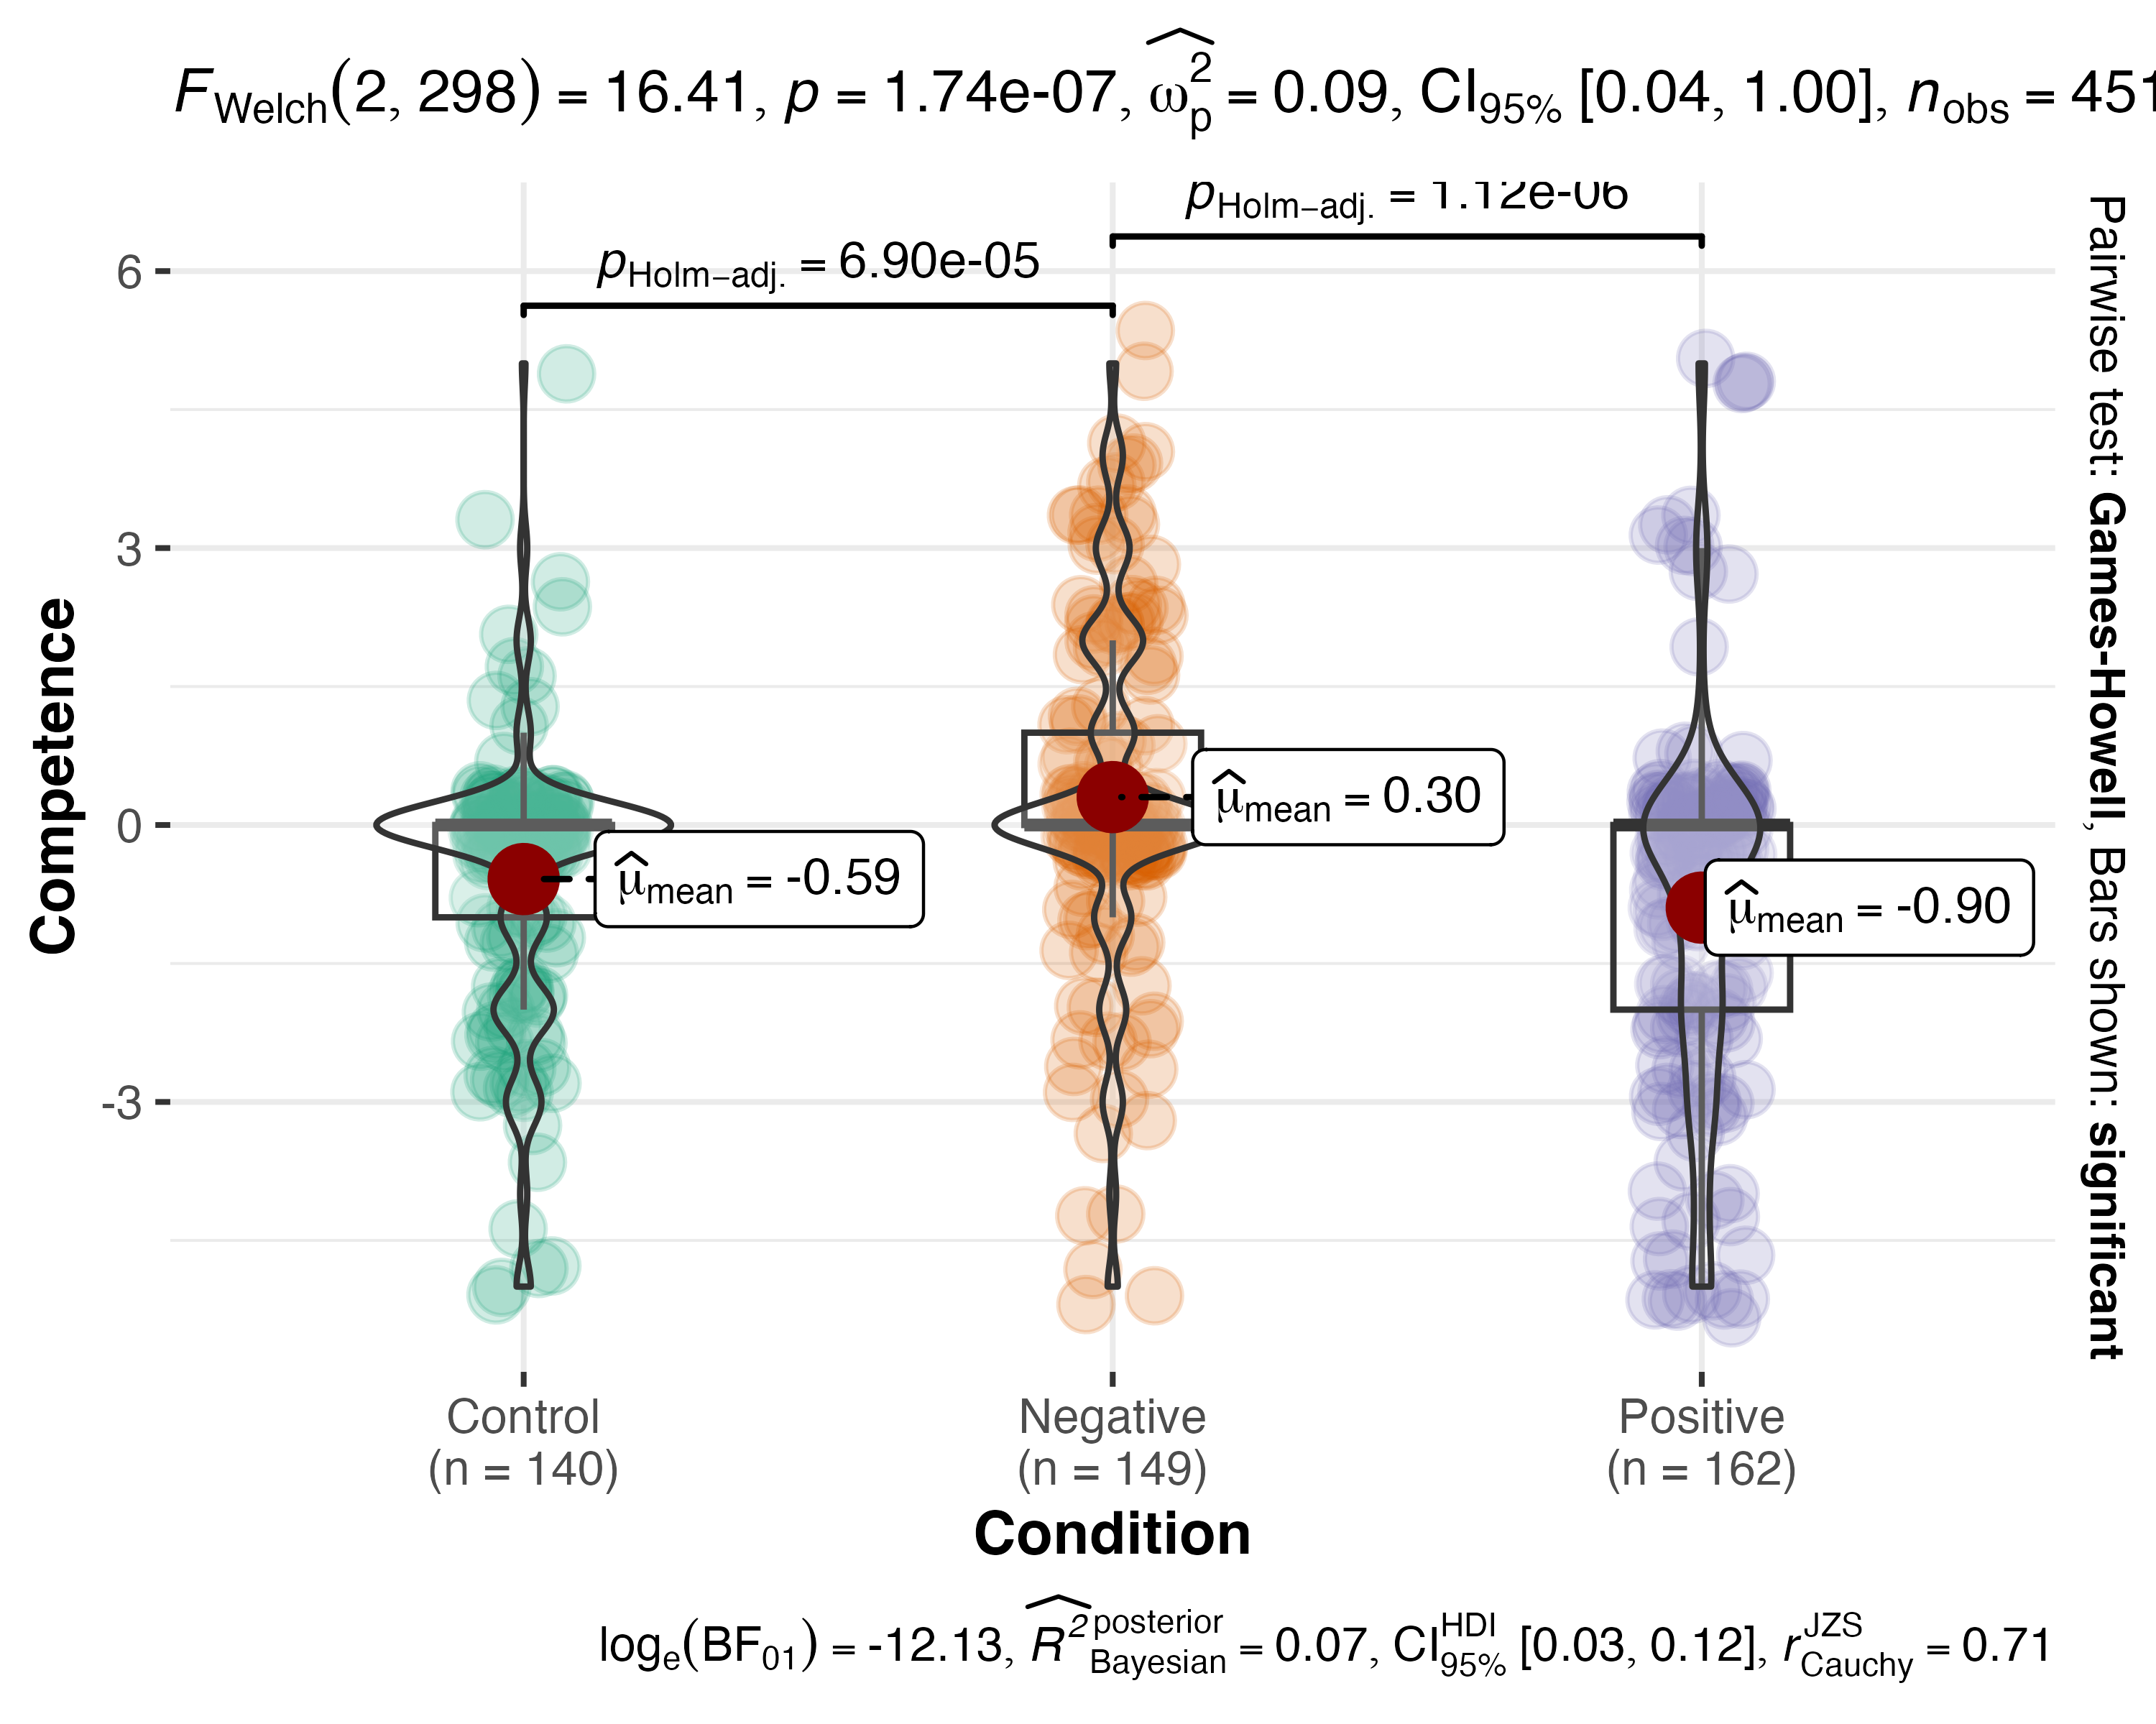 F_Welch(2, 298) = 16.41, p = 1.74e-07, ω̂²_p = 0.09, CI_95% [0.04, 1.00], n_obs = 451
p_Holm−adj. = 1.12e-06
p_Holm−adj. = 6.90e-05
6
3
0
-3
Competence
μ̂_mean = -0.59
μ̂_mean = 0.30
μ̂_mean = -0.90
Pairwise test: Games-Howell, Bars shown: significant
Control
(n = 140)
Negative
(n = 149)
Positive
(n = 162)
Condition
log_e(BF_01) = -12.13, R̂²^posterior_Bayesian = 0.07, CI^HDI_95% [0.03, 0.12], r^JZS_Cauchy = 0.71